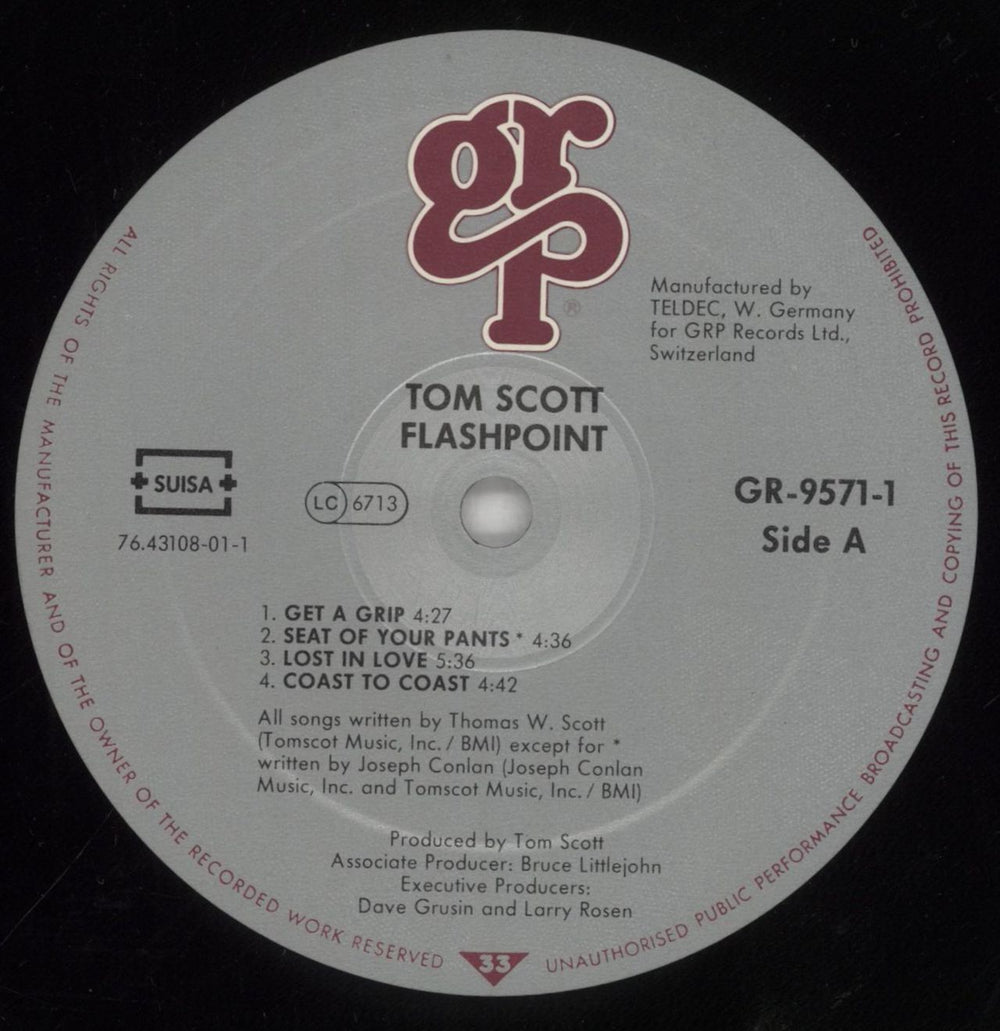 grp
®
Manufactured by
TELDEC, W. Germany
for GRP Records Ltd.,
Switzerland
TOM SCOTT
FLASHPOINT
SUISA
76.43108-01-1
LC 6713
GR-9571-1
Side A
1. GET A GRIP 4:27
2. SEAT OF YOUR PANTS * 4:36
3. LOST IN LOVE 5:36
4. COAST TO COAST 4:42
All songs written by Thomas W. Scott
(Tomscot Music, Inc. / BMI) except for *
written by Joseph Conlan (Joseph Conlan
Music, Inc. and Tomscot Music, Inc. / BMI)
Produced by Tom Scott
Associate Producer: Bruce Littlejohn
Executive Producers:
Dave Grusin and Larry Rosen
ALL RIGHTS OF THE MANUFACTURER AND OF THE OWNER OF THE RECORDED WORK RESERVED
33
UNAUTHORISED PUBLIC PERFORMANCE BROADCASTING AND COPYING OF THIS RECORD PROHIBITED